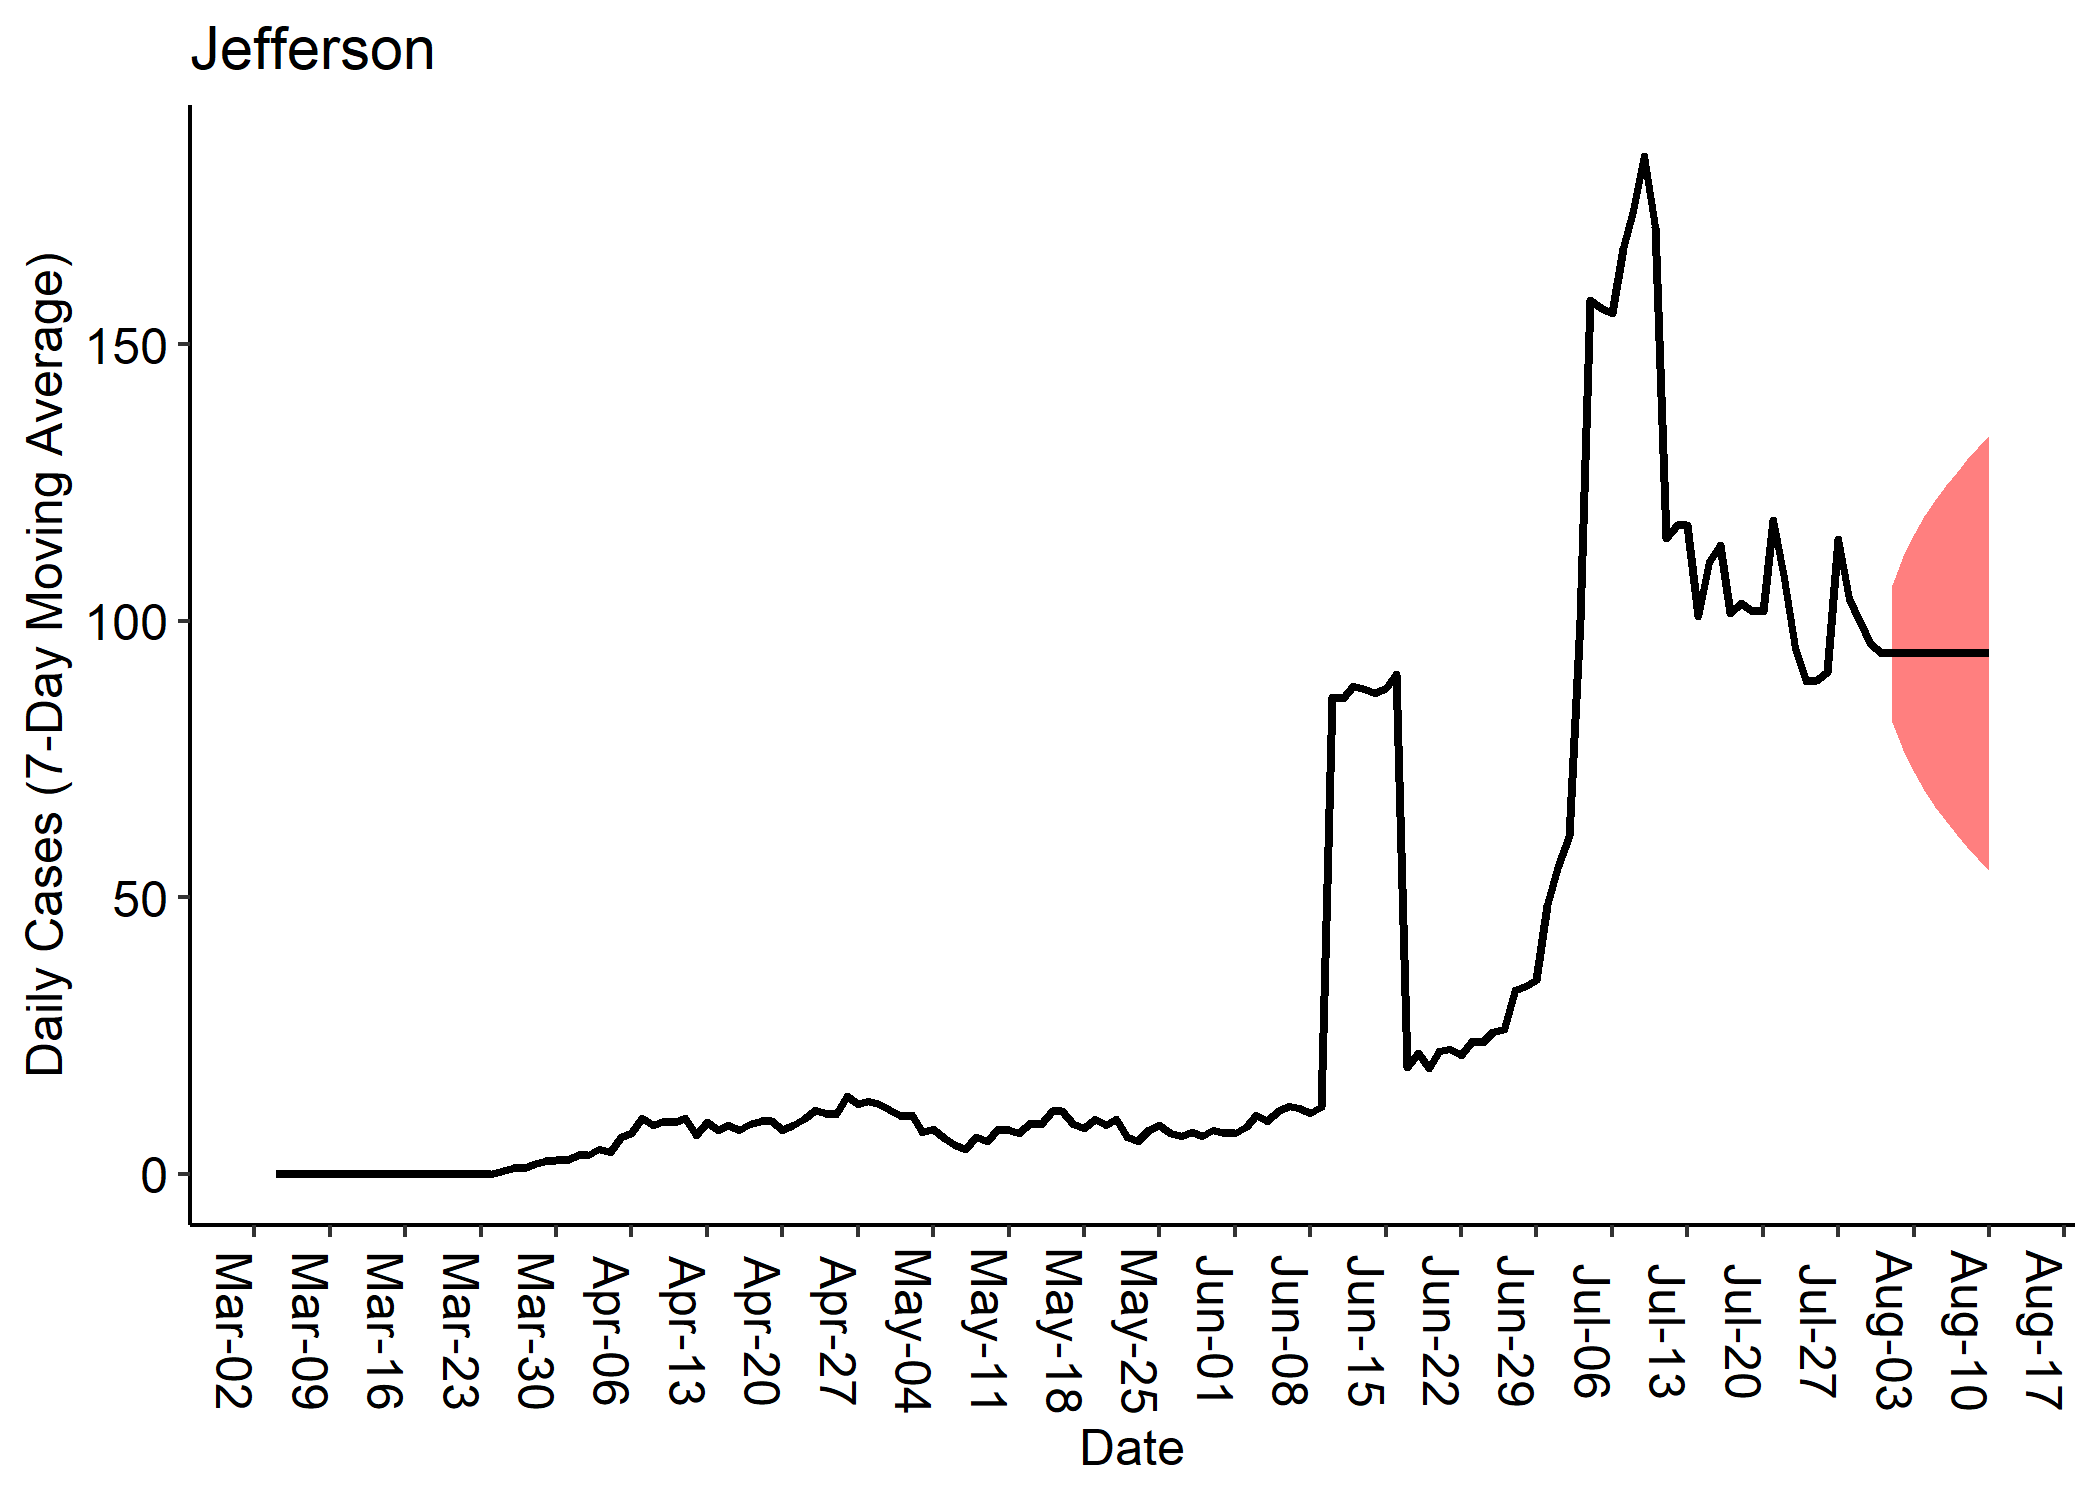 Jefferson
Daily Cases (7-Day Moving Average)
150
100
50
0
Mar-02
Mar-09
Mar-16
Mar-23
Mar-30
Apr-06
Apr-13
Apr-20
Apr-27
May-04
May-11
May-18
May-25
Jun-01
Jun-08
Jun-15
Jun-22
Jun-29
Jul-06
Jul-13
Jul-20
Jul-27
Aug-03
Aug-10
Aug-17
Date